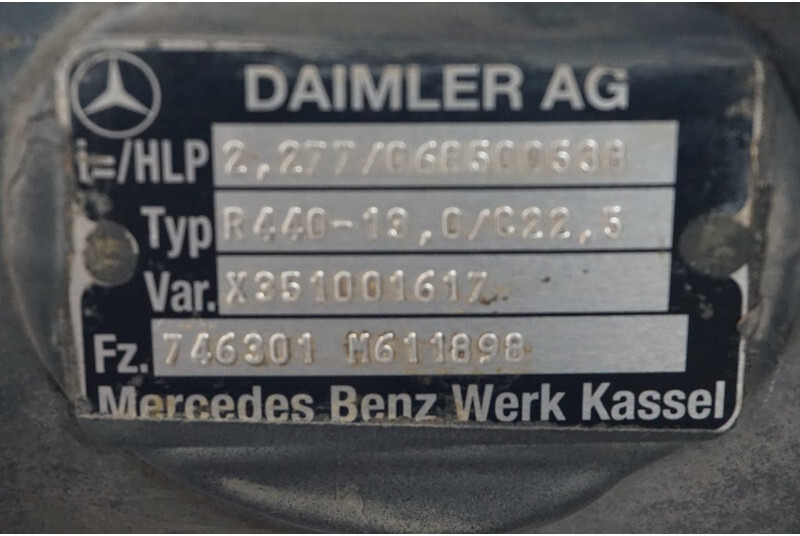 DAIMLER AG
i=/HLP 2,277/068500538
Typ R440-13,0/C22,5
Var. X351001617
Fz. 746301 M611898
Mercedes Benz Werk Kassel